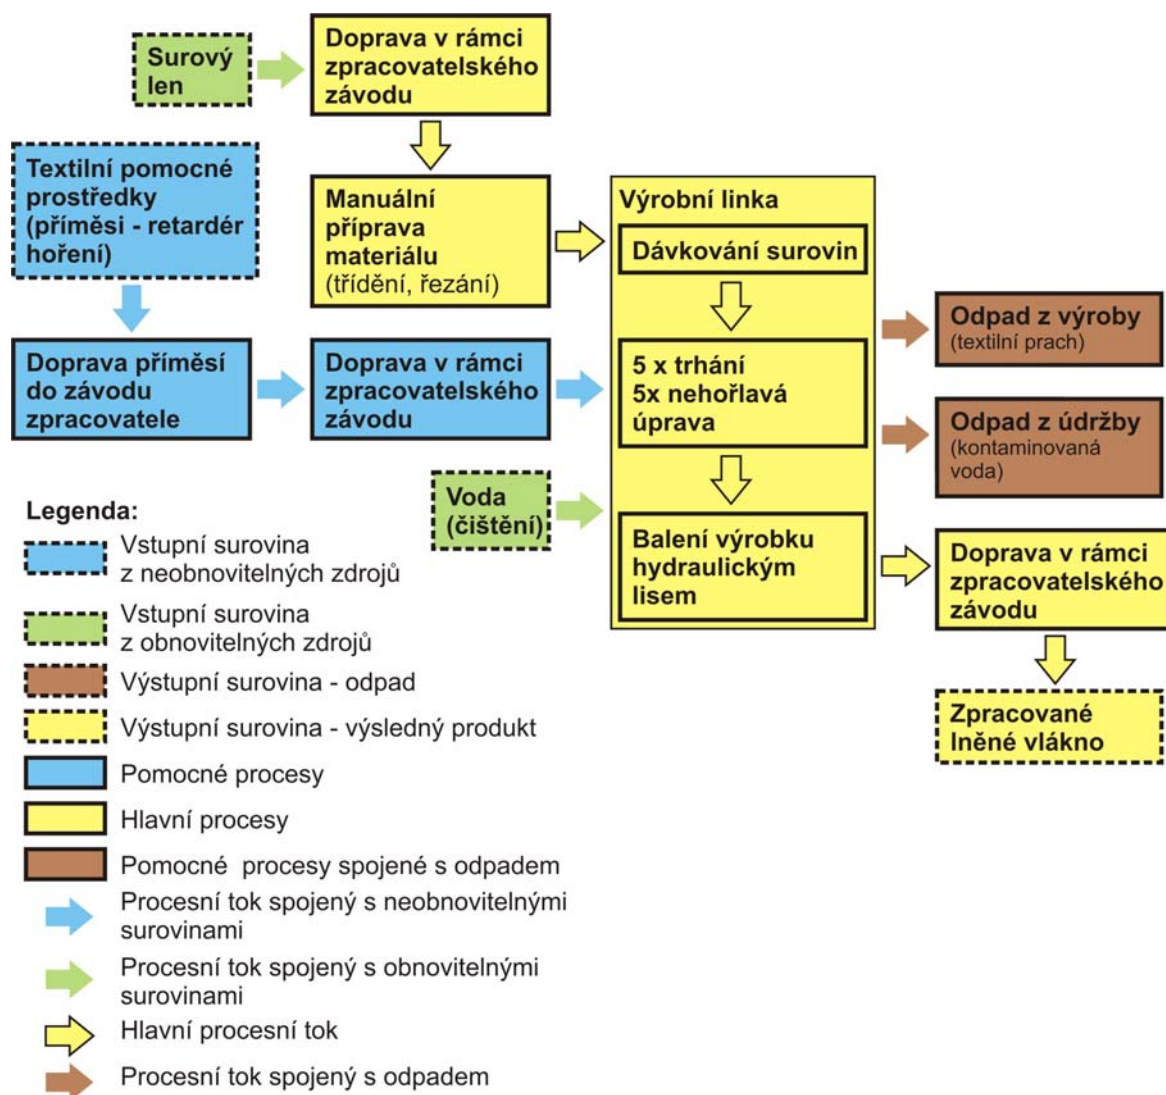 Surový
len
Doprava v rámci
zpracovatelského
závodu
Textilní pomocné
prostředky
(příměsi - retardér
hoření)
Manuální
příprava
materiálu
(třídění, řezání)
Výrobní linka
Dávkování surovin
Doprava příměsí
do závodu
zpracovatele
Doprava v rámci
zpracovatelského
závodu
5 x trhání
5x nehořlavá
úprava
Odpad z výroby
(textilní prach)
Odpad z údržby
(kontaminovaná
voda)
Voda
(čištění)
Balení výrobku
hydraulickým
lisem
Doprava v rámci
zpracovatelského
závodu
Zpracované
lněné vlákno
Legenda:
Vstupní surovina
z neobnovitelných zdrojů
Vstupní surovina
z obnovitelných zdrojů
Výstupní surovina - odpad
Výstupní surovina - výsledný produkt
Pomocné procesy
Hlavní procesy
Pomocné procesy spojené s odpadem
Procesní tok spojený s neobnovitelnými
surovinami
Procesní tok spojený s obnovitelnými
surovinami
Hlavní procesní tok
Procesní tok spojený s odpadem